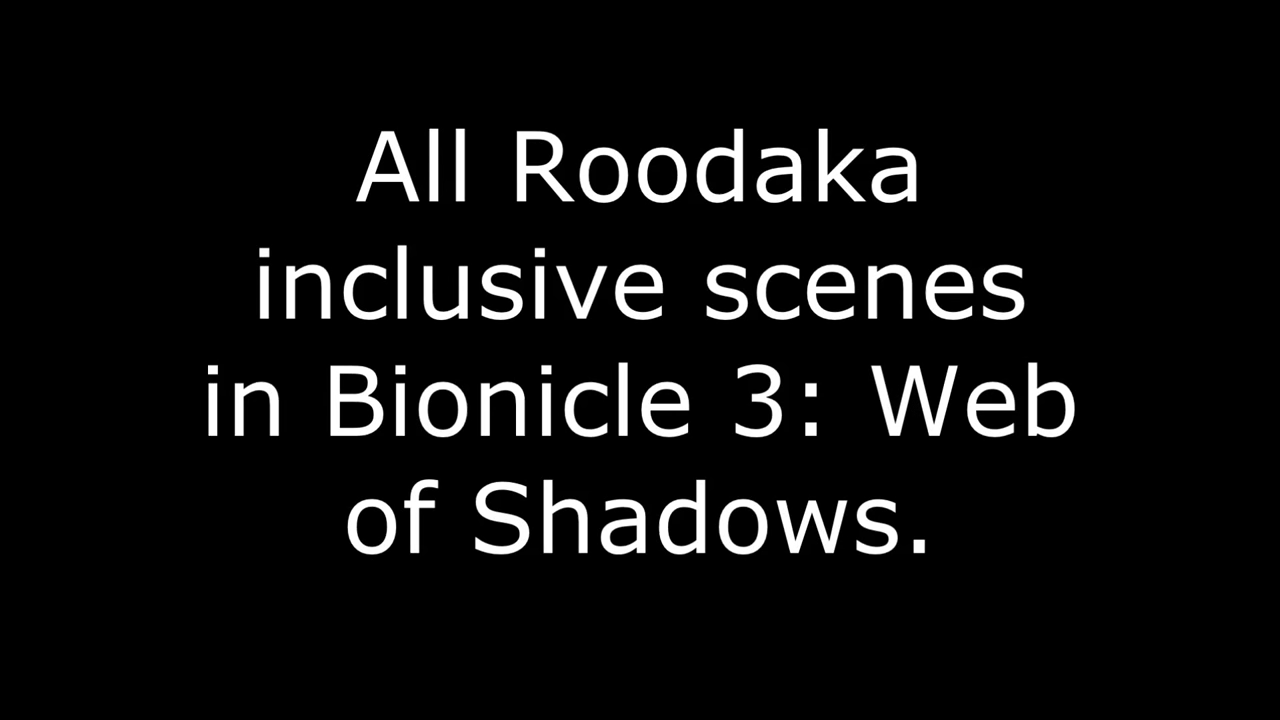 All Roodaka
inclusive scenes
in Bionicle 3: Web
of Shadows.